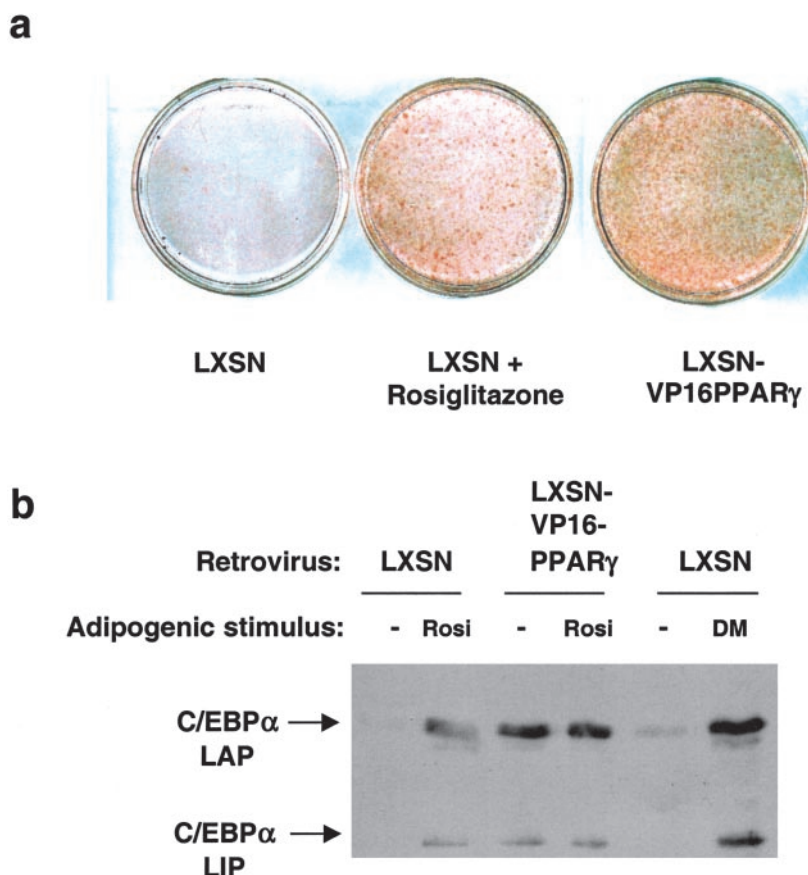 a
LXSN
LXSN +
Rosiglitazone
LXSN-
VP16PPARγ
b
LXSN-
VP16-
Retrovirus: LXSN PPARγ LXSN
Adipogenic stimulus: - Rosi - Rosi - DM
C/EBPα
LAP
C/EBPα
LIP